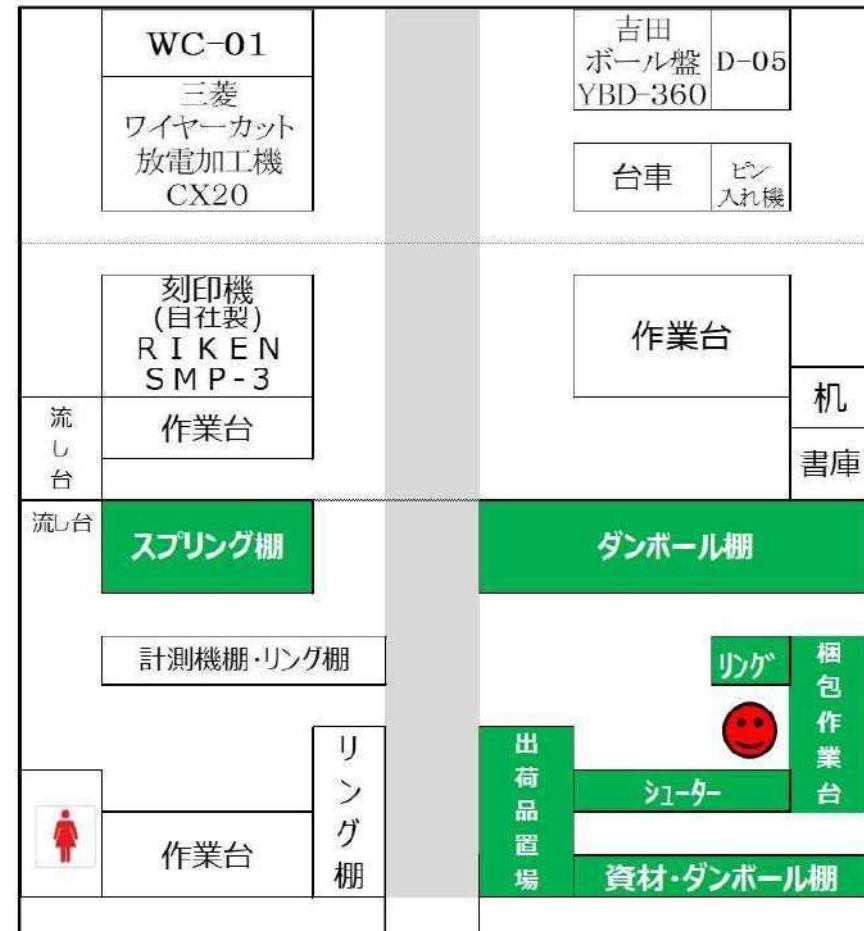 WC-01
三菱
ワイヤーカット
放電加工機
CX20
吉田
ボール盤
YBD-360
D-05
台車
ピン
入れ機
刻印機
(自社製)
ＲＩＫＥＮ
ＳＭＰ-３
作業台
流し台
作業台
机
書庫
流し台
スプリング棚
ダンボール棚
計測機棚･リング棚
リング
梱包作業台
リング棚
出荷品置場
シューター
作業台
資材･ダンボール棚